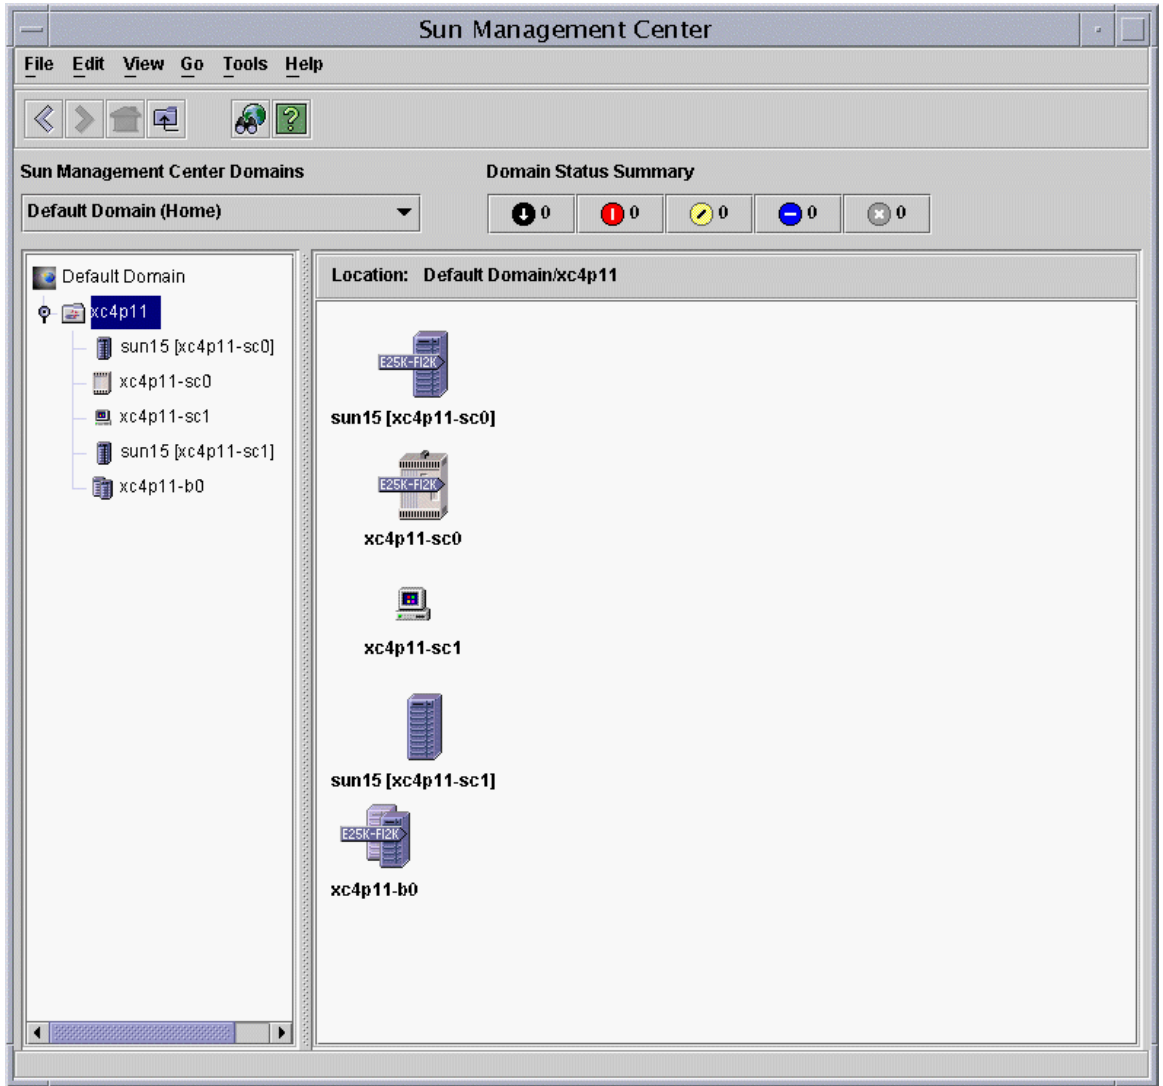 Sun Management Center
File Edit View Go Tools Help
Sun Management Center Domains
Domain Status Summary
Default Domain (Home)
0 0 0 0 0
Default Domain
xc4p11
sun15 [xc4p11-sc0]
xc4p11-sc0
xc4p11-sc1
sun15 [xc4p11-sc1]
xc4p11-b0
Location: Default Domain/xc4p11
E25K-FI2K
sun15 [xc4p11-sc0]
E25K-FI2K
xc4p11-sc0
xc4p11-sc1
sun15 [xc4p11-sc1]
E25K-FI2K
xc4p11-b0